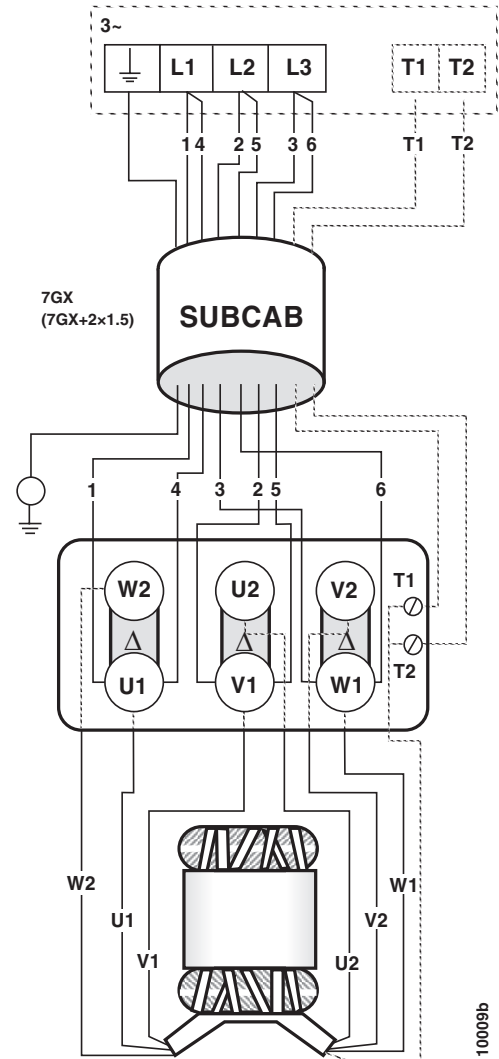 3~
L1 L2 L3 T1 T2
1 4 2 5 3 6 T1 T2
7GX
(7GX+2×1.5)
SUBCAB
1 4 3 2 5 6
W2 U2 V2 T1
Δ Δ Δ
U1 V1 W1 T2
W2 U1 V1 U2 V2 W1
10009b